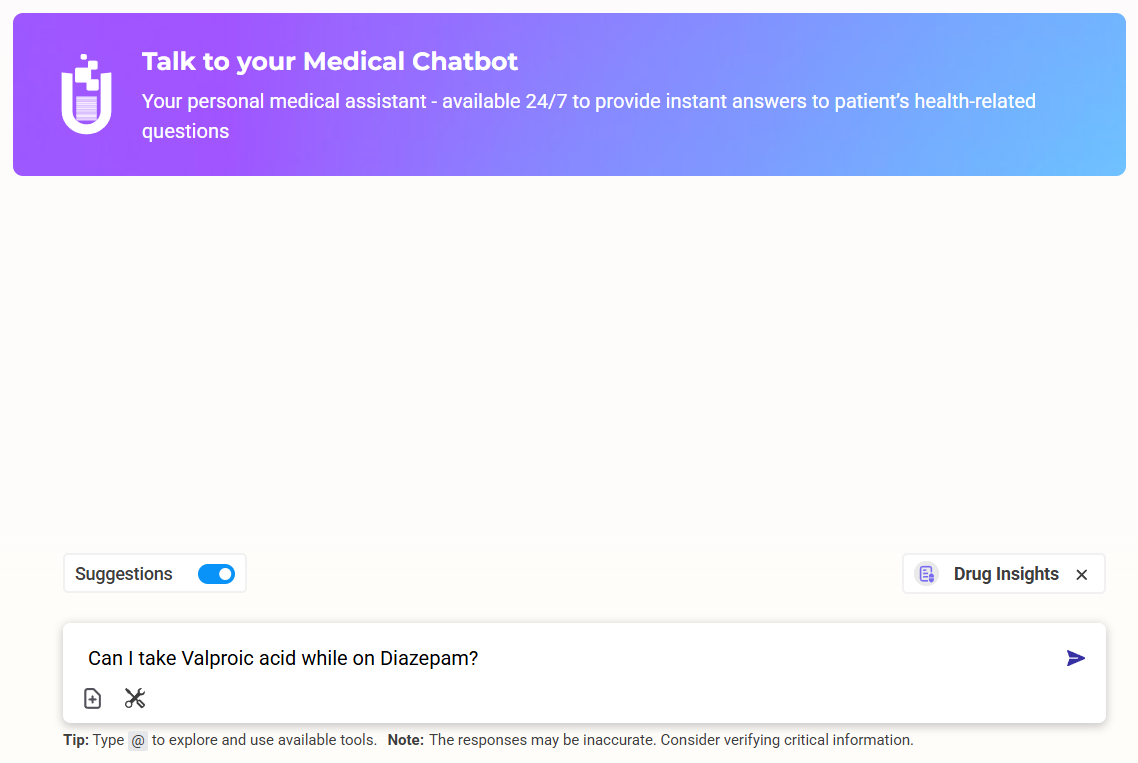 Talk to your Medical Chatbot
Your personal medical assistant - available 24/7 to provide instant answers to patient’s health-related
questions
Suggestions
Drug Insights
Can I take Valproic acid while on Diazepam?
Tip: Type @ to explore and use available tools. Note: The responses may be inaccurate. Consider verifying critical information.